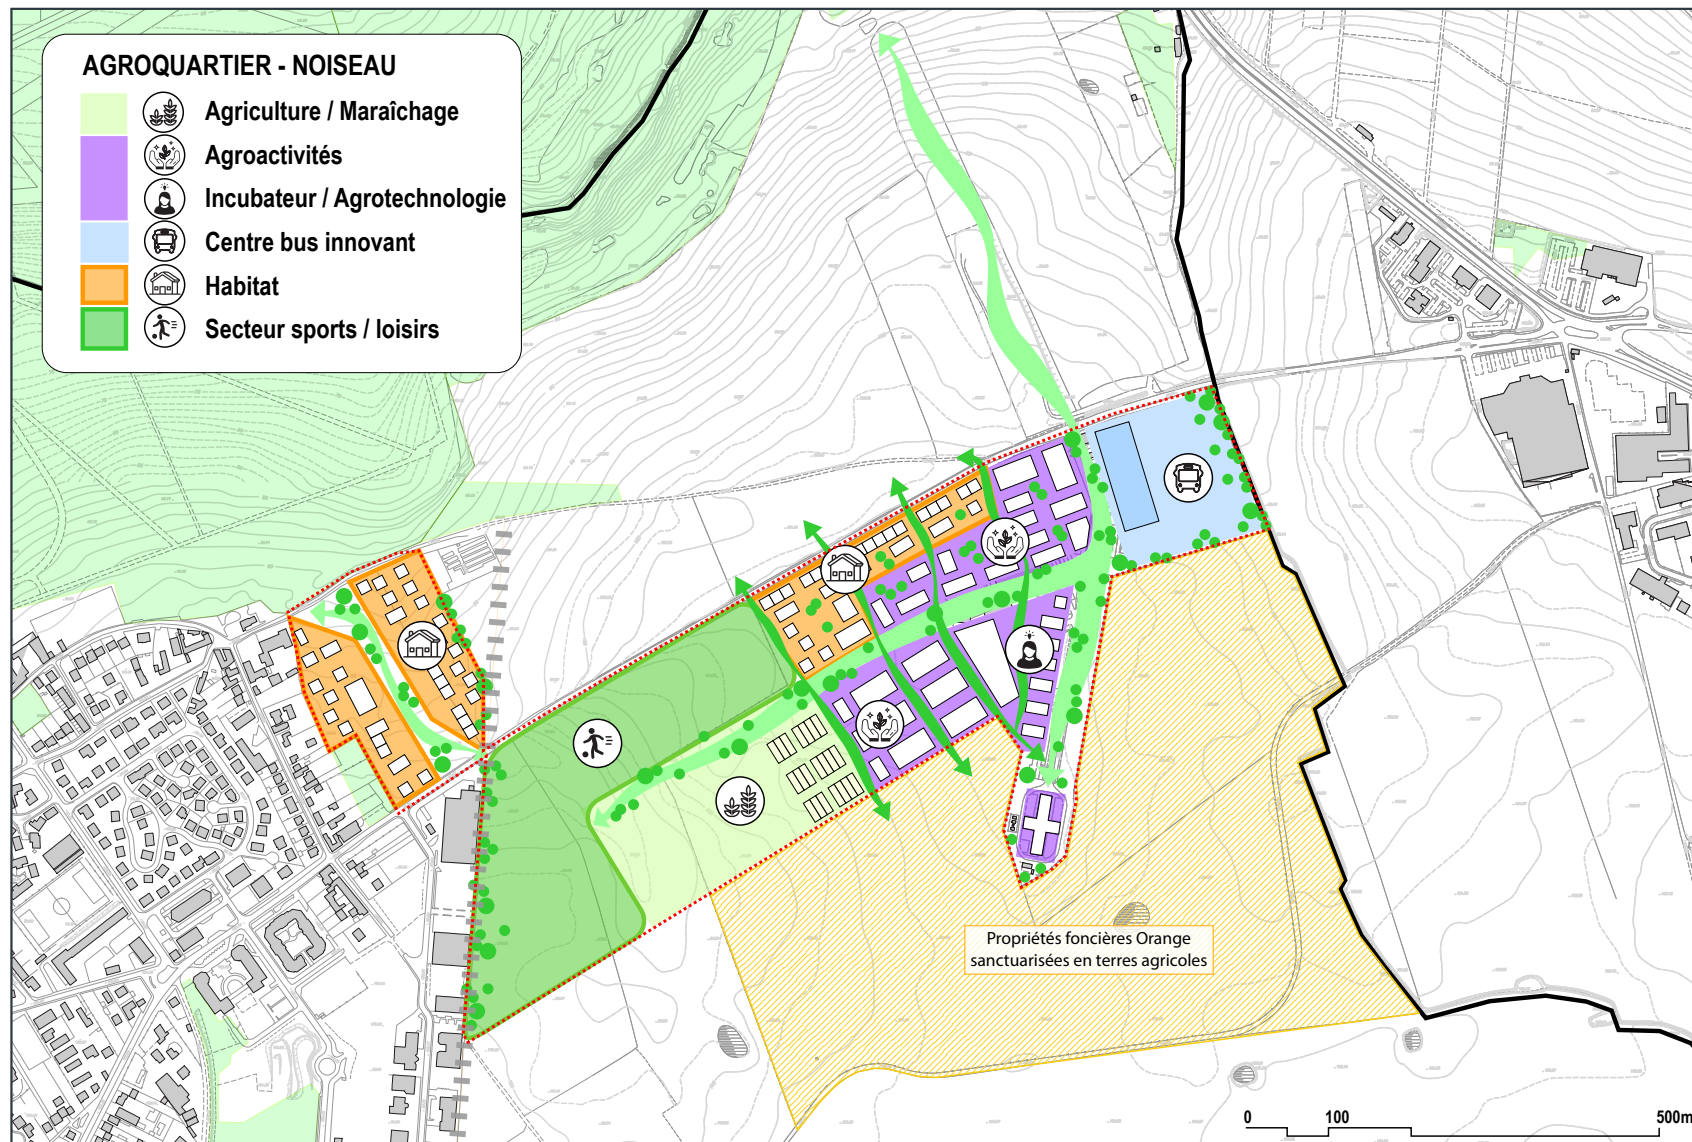 AGROQUARTIER - NOISEAU
Agriculture / Maraîchage
Agroactivités
Incubateur / Agrotechnologie
Centre bus innovant
Habitat
Secteur sports / loisirs
Propriétés foncières Orange
sanctuarisées en terres agricoles
0 100 500m